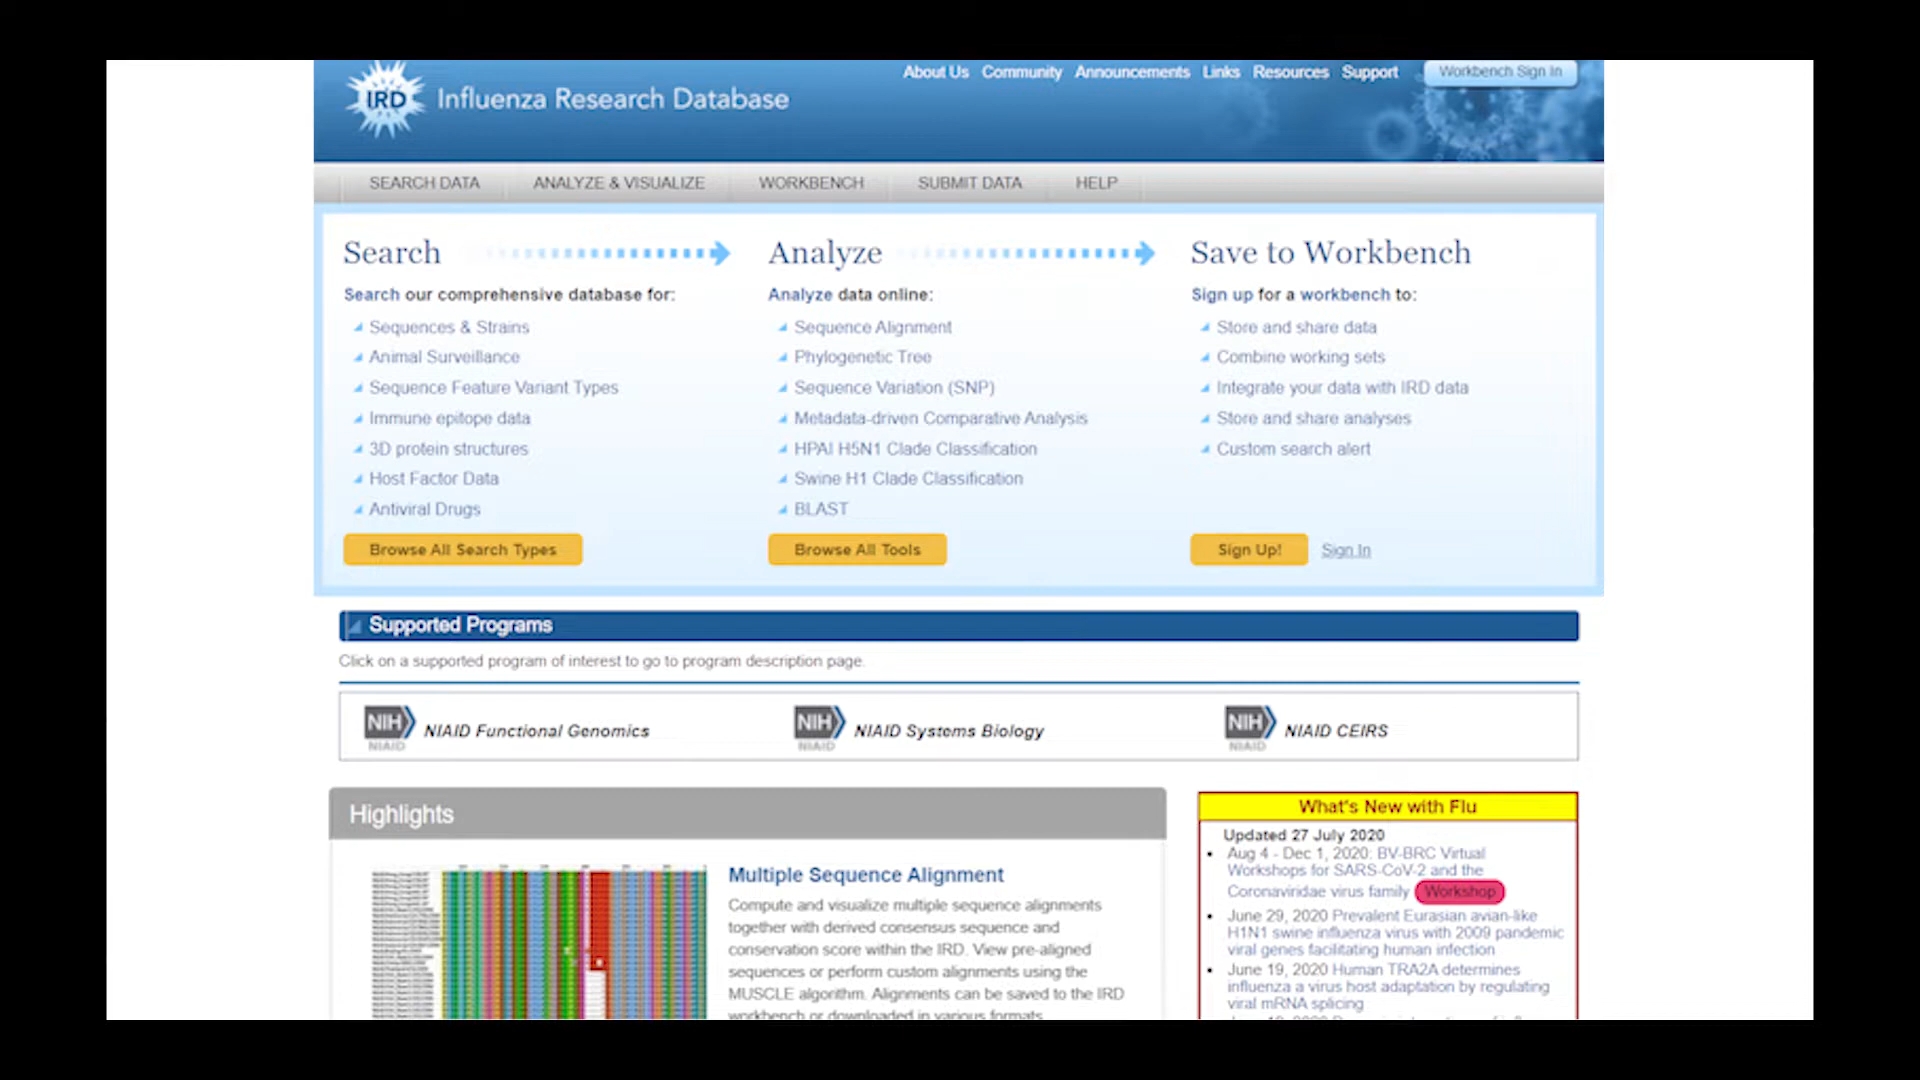 About Us Community Announcements Links Resources Support Workbench Sign In
IRD Influenza Research Database
SEARCH DATA ANALYZE & VISUALIZE WORKBENCH SUBMIT DATA HELP
Search
Search our comprehensive database for:
Sequences & Strains
Animal Surveillance
Sequence Feature Variant Types
Immune epitope data
3D protein structures
Host Factor Data
Antiviral Drugs
Browse All Search Types
Analyze
Analyze data online:
Sequence Alignment
Phylogenetic Tree
Sequence Variation (SNP)
Metadata-driven Comparative Analysis
HPAI H5N1 Clade Classification
Swine H1 Clade Classification
BLAST
Browse All Tools
Save to Workbench
Sign up for a workbench to:
Store and share data
Combine working sets
Integrate your data with IRD data
Store and share analyses
Custom search alert
Sign Up! Sign In
Supported Programs
Click on a supported program of interest to go to program description page.
NIH NIAID NIAID Functional Genomics
NIH NIAID NIAID Systems Biology
NIH NIAID NIAID CEIRS
Highlights
Multiple Sequence Alignment
Compute and visualize multiple sequence alignments
together with derived consensus sequence and
conservation score within the IRD. View pre-aligned
sequences or perform custom alignments using the
MUSCLE algorithm. Alignments can be saved to the IRD
workbench or downloaded in various formats
What's New with Flu
Updated 27 July 2020
Aug 4 - Dec 1, 2020: BV-BRC Virtual
Workshops for SARS-CoV-2 and the
Coronaviridae virus family Workshop
June 29, 2020 Prevalent Eurasian avian-like
H1N1 swine influenza virus with 2009 pandemic
viral genes facilitating human infection
June 19, 2020 Human TRA2A determines
influenza a virus host adaptation by regulating
viral mRNA splicing